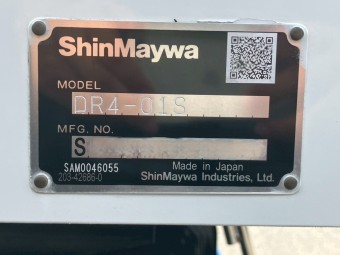 ShinMaywa
MODEL
DR4-01S
MFG. NO.
S
SAM0046055
203-42686-0
Made in Japan
ShinMaywa Industries, Ltd.